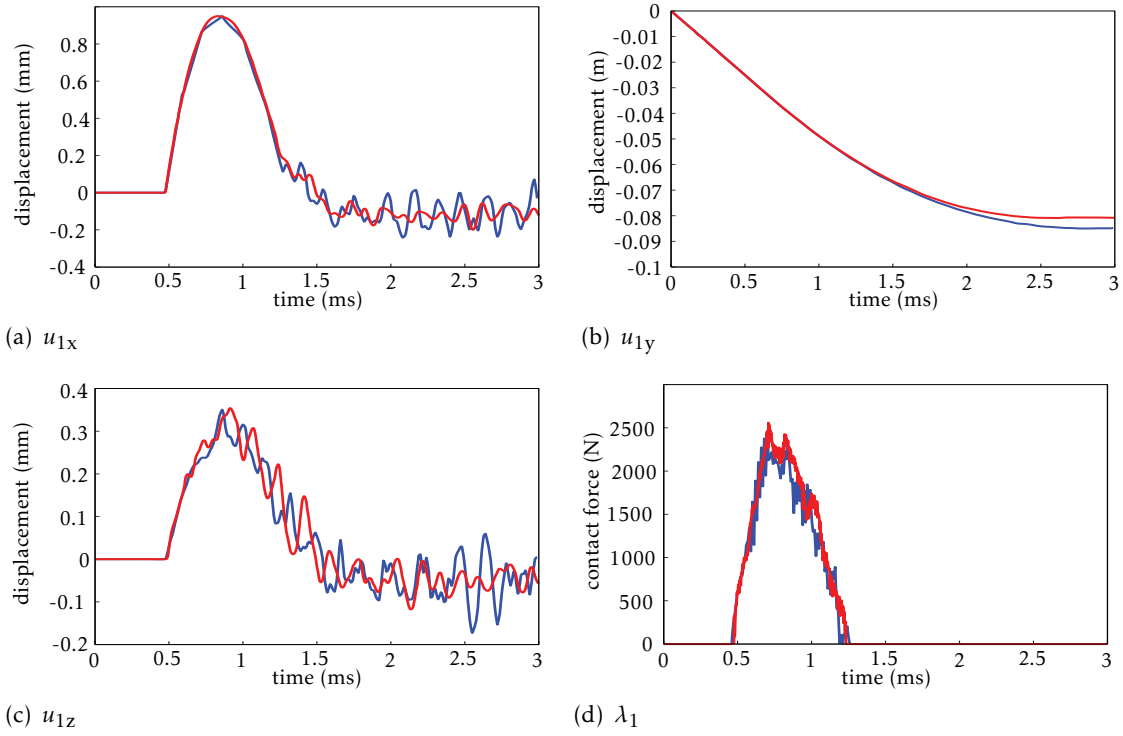 displacement (mm)
0.8
0.6
0.4
0.2
0
-0.2
-0.4
0 0.5 1 1.5 2 2.5 3
time (ms)
(a) u1x
displacement (m)
0
-0.01
-0.03
-0.02
-0.04
-0.05
-0.06
-0.07
-0.08
-0.09
-0.1
0 0.5 1 1.5 2 2.5 3
time (ms)
(b) u1y
displacement (mm)
0.4
0.3
0.2
0.1
0
-0.1
-0.2
0 0.5 1 1.5 2 2.5 3
time (ms)
(c) u1z
contact force (N)
2500
2000
1500
1000
500
0
0 0.5 1 1.5 2 2.5 3
time (ms)
(d) λ1